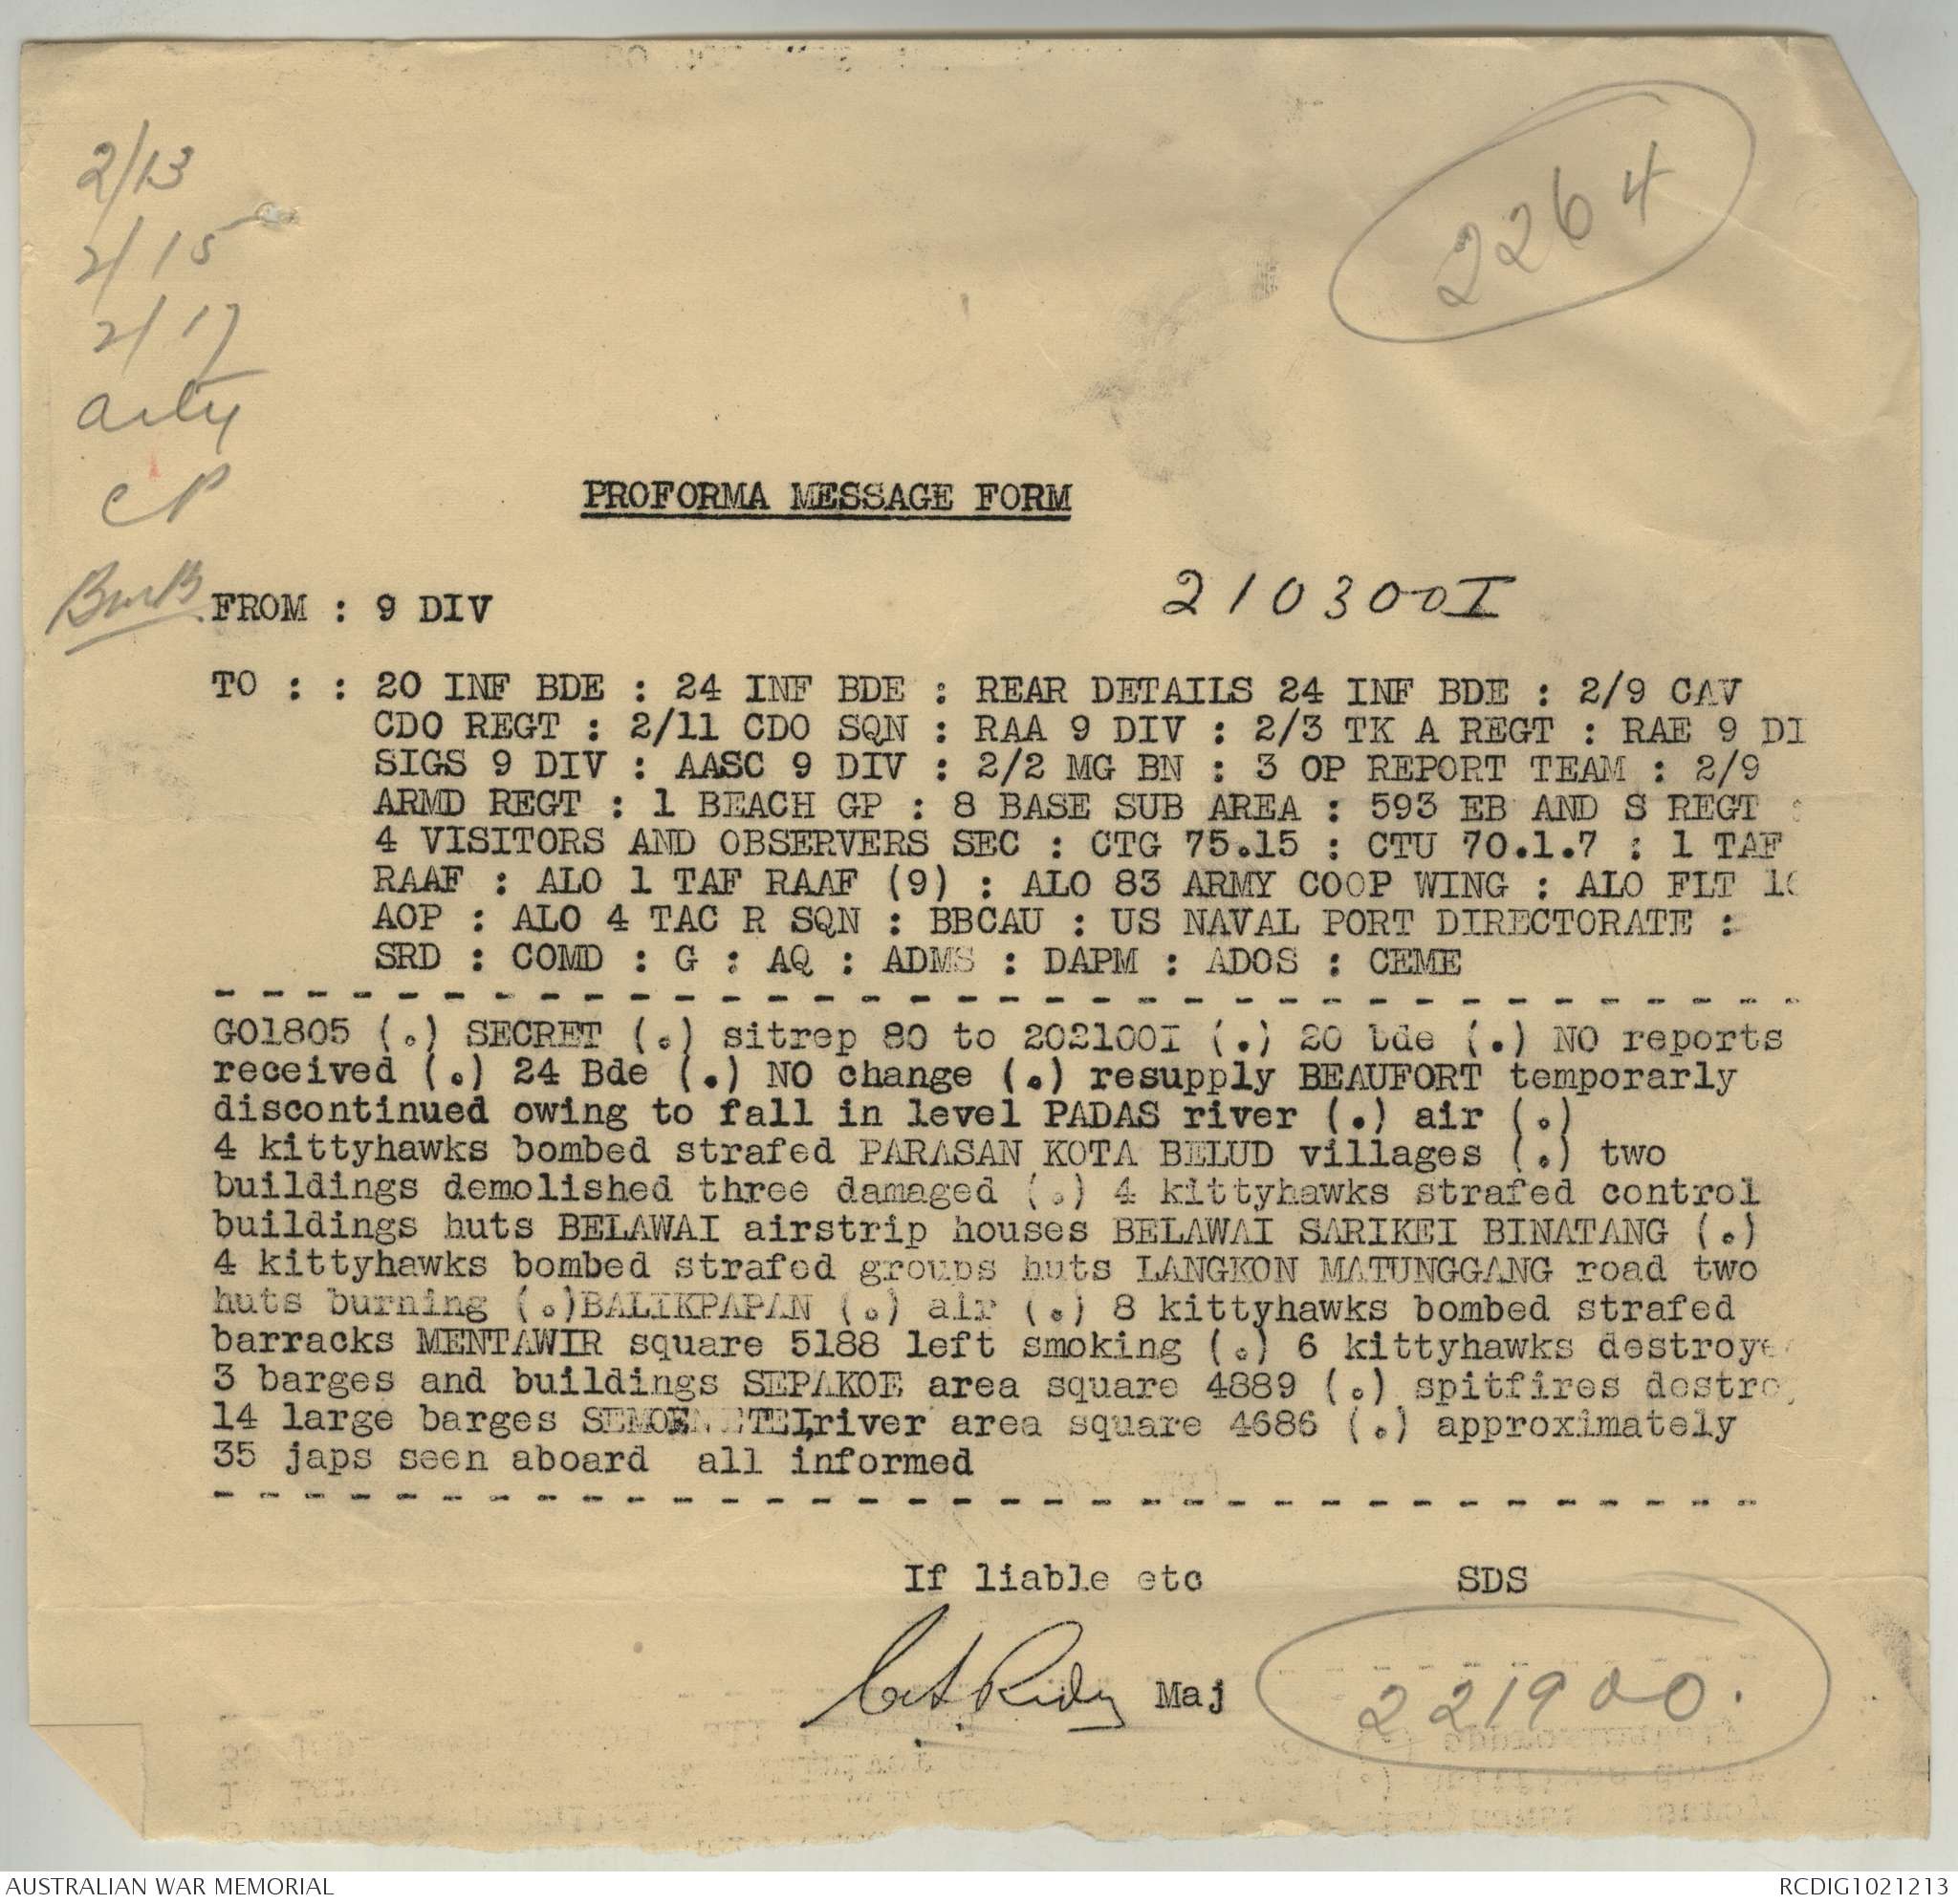 2/13
2/15
2/17
arty
CP
2264
PROFORMA MESSAGE FORM
FROM : 9 DIV
210300I
TO : : 20 INF BDE : 24 INF BDE : REAR DETAILS 24 INF BDE : 2/9 CAV
CDO REGT : 2/11 CDO SQN : RAA 9 DIV : 2/3 TK A REGT : RAE 9 DI
SIGS 9 DIV : AASC 9 DIV : 2/2 MG BN : 3 OP REPORT TEAM : 2/9
ARMD REGT : 1 BEACH GP : 8 BASE SUB AREA : 593 EB AND S REGT :
4 VISITORS AND OBSERVERS SEC : CTG 75.15 : CTU 70.1.7 : 1 TAF
RAAF : ALO 1 TAF RAAF (9) : ALO 83 ARMY COOP WING : ALO FLT
AOP : ALO 4 TAC R SQN : BBCAU : US NAVAL PORT DIRECTORATE :
SRD : COMD : G : AQ : ADMS : DAPM : ADOS : CEME
GO1805 (.) SECRET (.) sitrep 80 to 202100I (.) 20 bde (.) NO reports
received (.) 24 Bde (.) NO change (.) resupply BEAUFORT temporarly
discontinued owing to fall in level PADAS river (.) air (.)
4 kittyhawks bombed strafed PARASAN KOTA BELUD villages (.) two
buildings demolished three damaged (.) 4 kittyhawks strafed control
buildings huts BELAWAI airstrip houses BELAWAI SARIKEI BINATANG (.)
4 kittyhawks bombed strafed groups huts LANGKON MATUNGGANG road two
huts burning (.)BALIKPAPAN (.) air (.) 8 kittyhawks bombed strafed
barracks MENTAWIR square 5188 left smoking (.) 6 kittyhawks destroye
3 barges and buildings SEPAKOE area square 4889 (.) spitfires destro
14 large barges river area square 4686 (.) approximately
35 japs seen aboard all informed
If liable etc SDS
Maj
221900.
AUSTRALIAN WAR MEMORIAL
RCDIG1021213